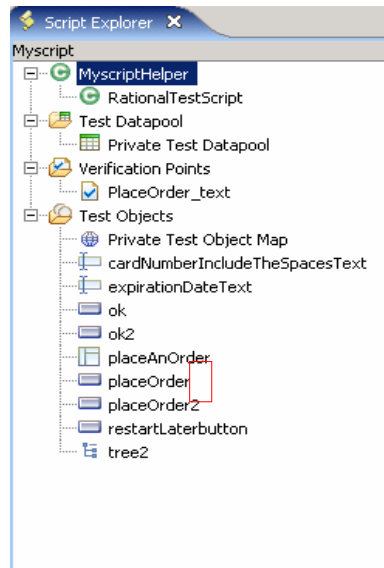 Script Explorer
Myscript
MyscriptHelper
RationalTestScript
Test Datapool
Private Test Datapool
Verification Points
PlaceOrder_text
Test Objects
Private Test Object Map
cardNumberIncludeTheSpacesText
expirationDateText
ok
ok2
placeAnOrder
placeOrder
placeOrder2
restartLaterbutton
tree2